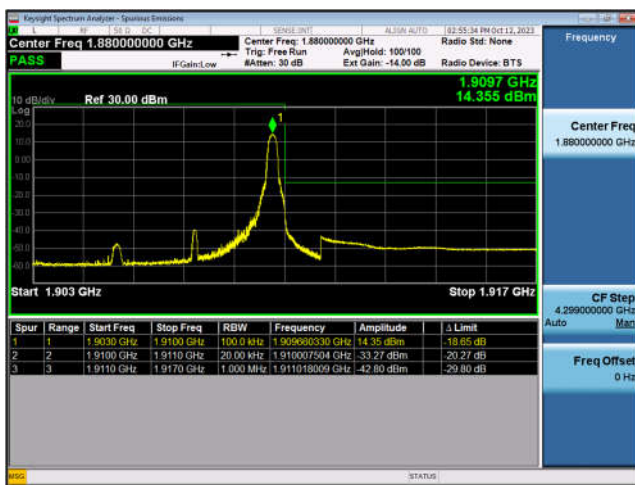 Keysight Spectrum Analyzer - Spurious Emissions
L RF 50 Ω DC SENSE:INT ALIGN AUTO 02:55:34 PM Oct 12, 2023
Center Freq 1.880000000 GHz Center Freq: 1.880000000 GHz Radio Std: None
Trig: Free Run Avg|Hold: 100/100
PASS IFGain:Low #Atten: 30 dB Ext Gain: -14.00 dB Radio Device: BTS
1.9097 GHz
14.355 dBm
10 dB/div Ref 30.00 dBm
Log
20.0
10.0
0.00
-10.0
-20.0
-30.0
-40.0
-50.0
-60.0
1
Start 1.903 GHz Stop 1.917 GHz
Spur Range Start Freq Stop Freq RBW Frequency Amplitude Δ Limit
1 1 1.9030 GHz 1.9100 GHz 100.0 kHz 1.909660330 GHz 14.35 dBm -18.65 dB
2 2 1.9100 GHz 1.9110 GHz 20.00 kHz 1.910007504 GHz -33.27 dBm -20.27 dB
3 3 1.9110 GHz 1.9170 GHz 1.000 MHz 1.911018009 GHz -42.80 dBm -29.80 dB
Frequency
Center Freq
1.880000000 GHz
CF Step
4.299000000 GHz
Auto Man
Freq Offset
0 Hz
MSG STATUS